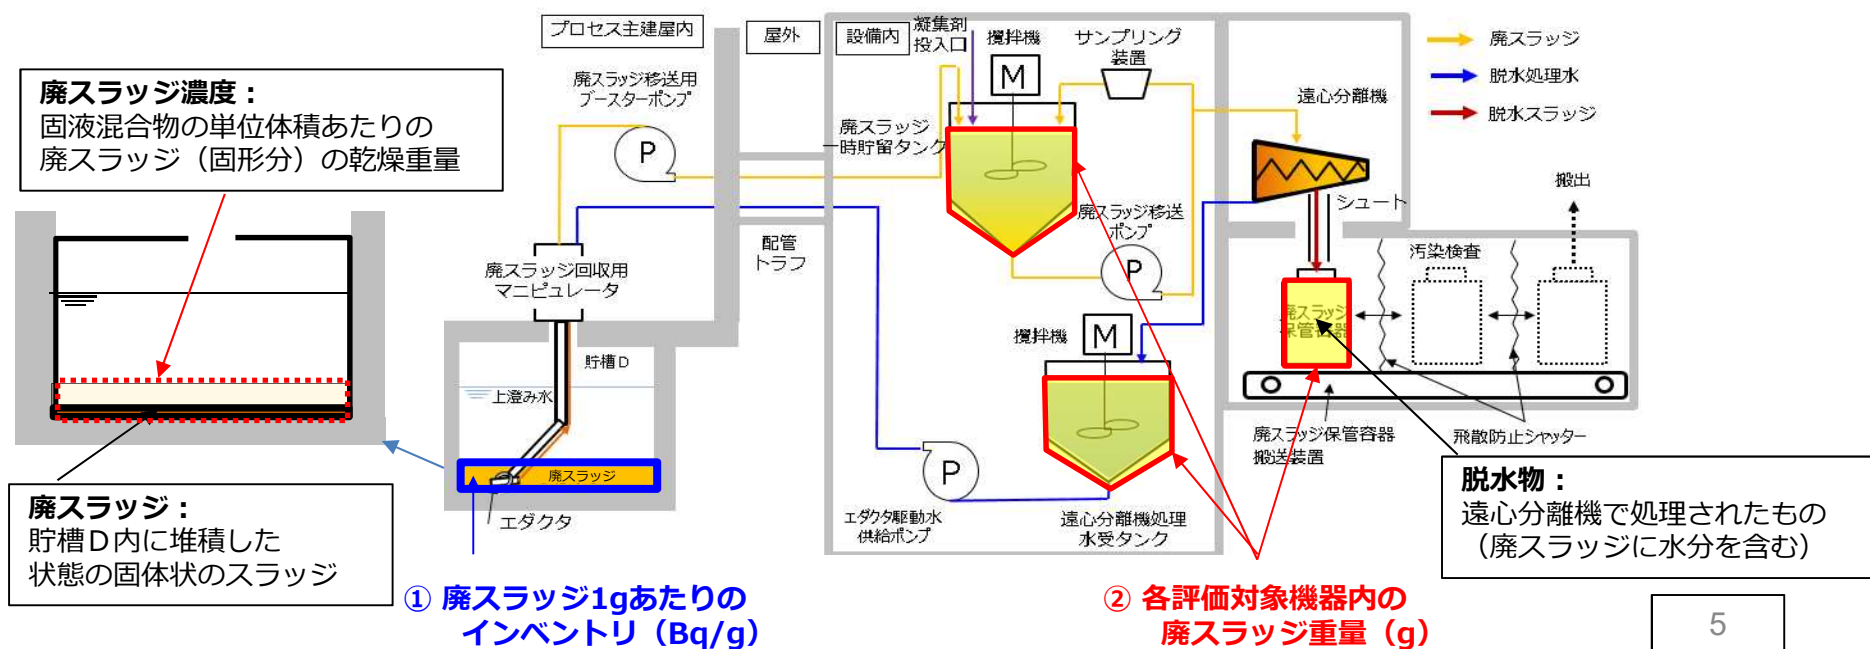 プロセス主建屋内
屋外
設備内
凝集剤
投入口
攪拌機
サンプリング
装置
廃スラッジ
脱水処理水
脱水スラッジ
廃スラッジ濃度：
固液混合物の単位体積あたりの
廃スラッジ（固形分）の乾燥重量
廃スラッジ移送用
ブースターポンプ
P
M
廃スラッジ
一時貯留タンク
遠心分離機
シュート
搬出
廃スラッジ移送
ポンプ
P
配管
トラフ
廃スラッジ回収用
マニピュレータ
汚染検査
廃スラッジ
保管容器
攪拌機
M
貯槽D
上澄み水
廃スラッジ
エダクタ
P
エダクタ駆動水
供給ポンプ
遠心分離機処理
水受タンク
廃スラッジ保管容器
搬送装置
飛散防止シャッター
廃スラッジ：
貯槽D内に堆積した
状態の固体状のスラッジ
脱水物：
遠心分離機で処理されたもの
（廃スラッジに水分を含む）
① 廃スラッジ1gあたりの
インベントリ（Bq/g）
② 各評価対象機器内の
廃スラッジ重量（g）
5